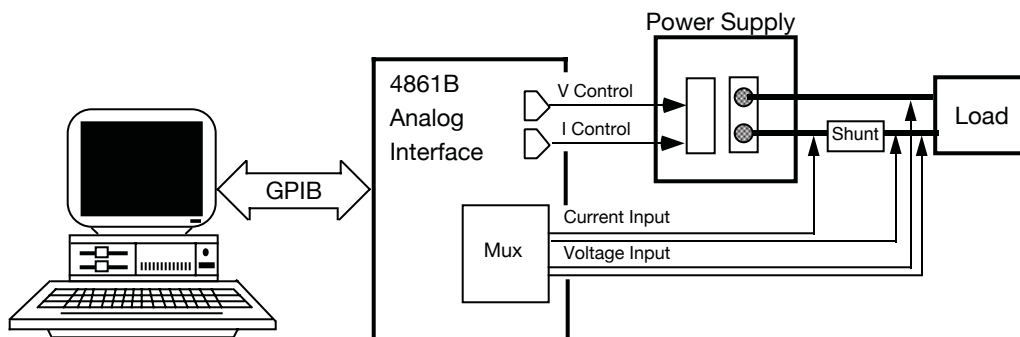 Power Supply
4861B
Analog
Interface
V Control
I Control
Load
Shunt
GPIB
Current Input
Mux
Voltage Input